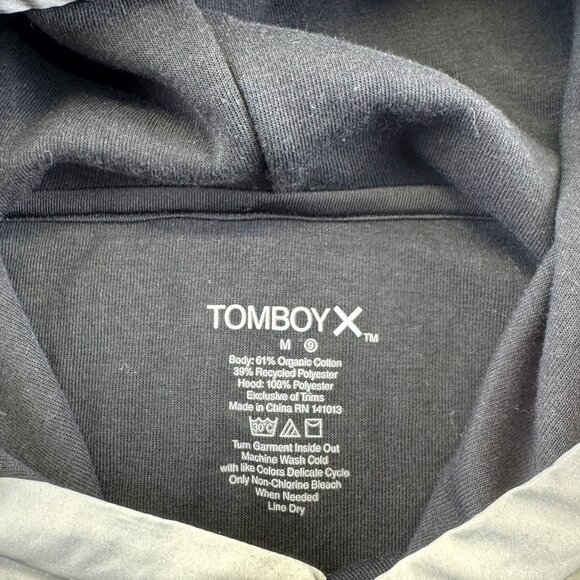 TOMBOYX™
M 9
Body: 61% Organic Cotton
39% Recycled Polyester
Hood: 100% Polyester
Exclusive of Trims
Made in China RN 141013
30°C
Turn Garment Inside Out
Machine Wash Cold
with like Colors Delicate Cycle
Only Non-Chlorine Bleach
When Needed
Line Dry